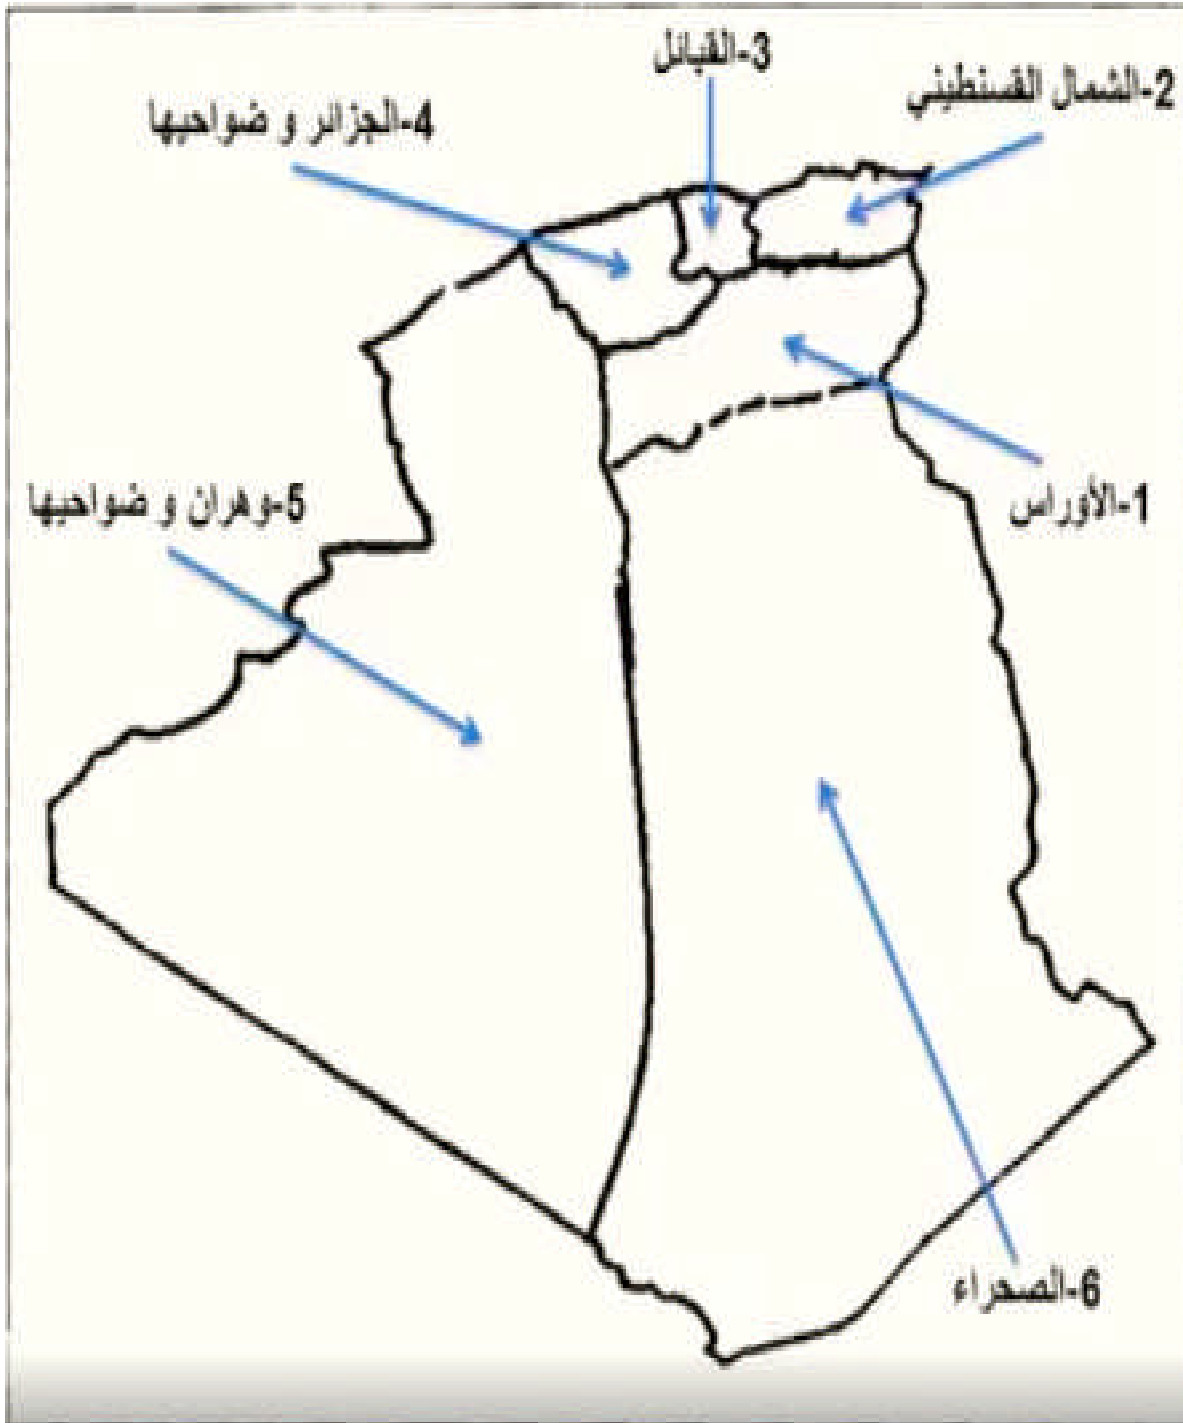 3-القبائل
2-الشمال القسنطيني
4-الجزائر و ضواحيها
1-الأوراس
5-وهران و ضواحيها
6-الصحراء